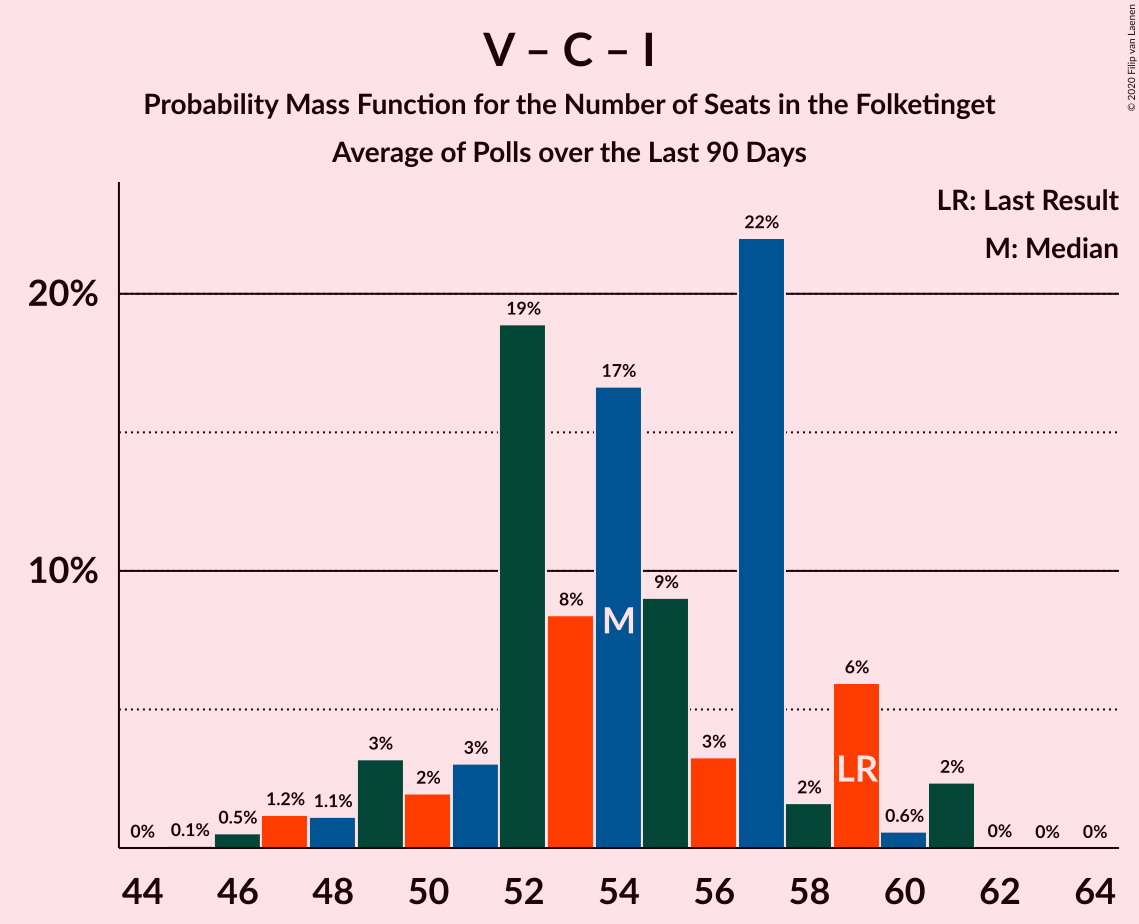 V – C – I
Probability Mass Function for the Number of Seats in the Folketinget
Average of Polls over the Last 90 Days
© 2020 Filip van Laenen
LR: Last Result
M: Median
20%
10%
0%
0.1%
0.5%
1.2%
1.1%
3%
2%
3%
19%
8%
17%
9%
3%
22%
2%
6%
0.6%
2%
0%
0%
0%
M
LR
44 46 48 50 52 54 56 58 60 62 64